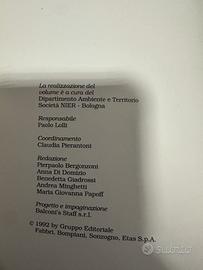 La realizzazione del
volume è a cura del
Dipartimento Ambiente e Territorio
Società NIER - Bologna
Responsabile
Paolo Lolli
Coordinamento
Claudia Pierantoni
Redazione
Pierpaolo Bergonzoni
Anna Di Domizio
Benedetta Giadrossi
Andrea Minghetti
Maria Giovanna Papoff
Progetto e impaginazione
Balconi's Staff s.r.l.
© 1992 by Gruppo Editoriale
Fabbri, Bompiani, Sonzogno, Etas S.p.A.
subito